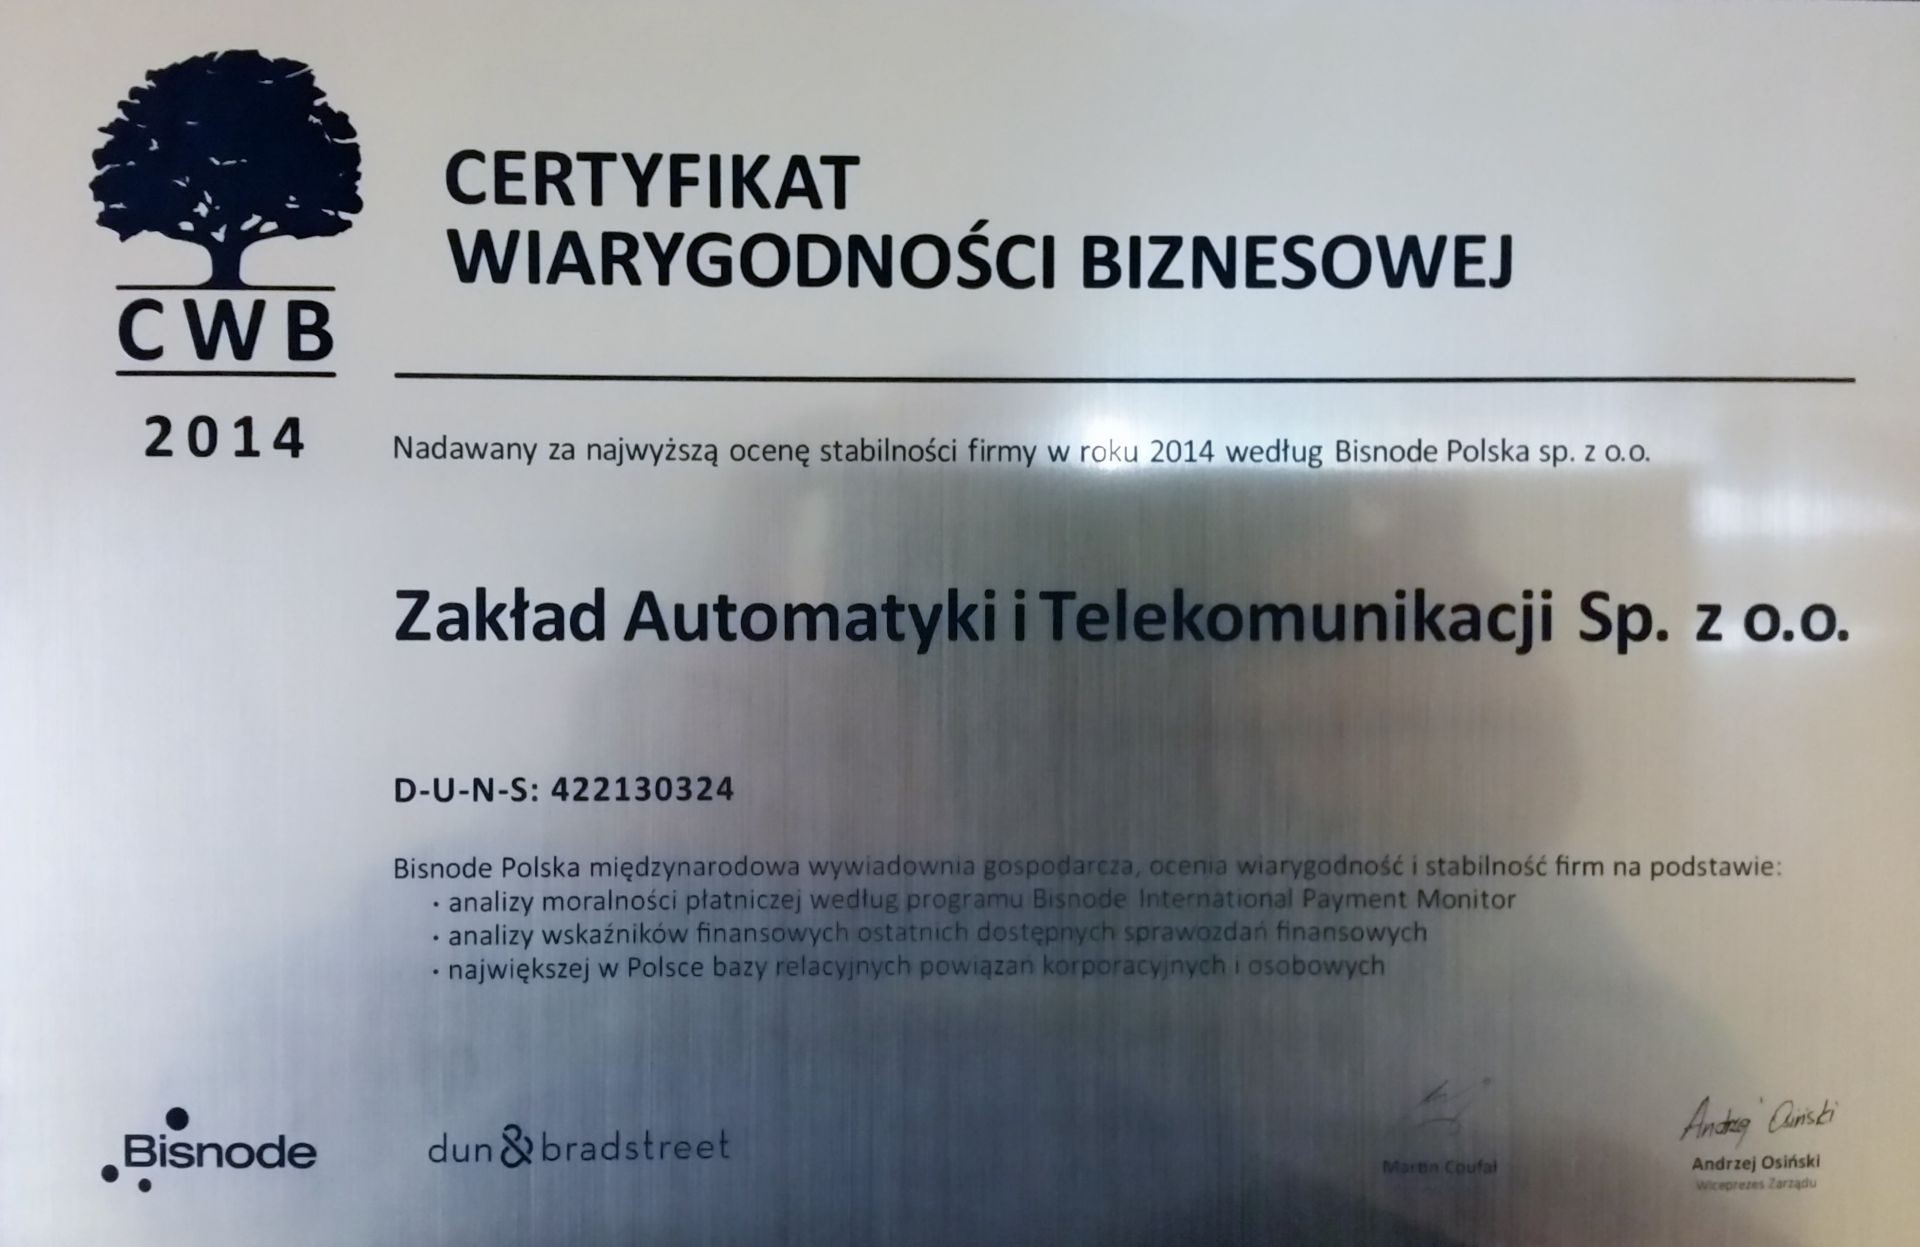 CERTYFIKAT
WIARYGODNOŚCI BIZNESOWEJ
CWB
2014
Nadawany za najwyższą ocenę stabilności firmy w roku 2014 według Bisnode Polska sp. z o.o.
Zakład Automatyki i Telekomunikacji Sp. z o.o.
D-U-N-S: 422130324
Bisnode Polska międzynarodowa wywiadownia gospodarcza, ocenia wiarygodność i stabilność firm na podstawie:
• analizy moralności płatniczej według programu Bisnode International Payment Monitor
• analizy wskaźników finansowych ostatnich dostępnych sprawozdań finansowych
• największej w Polsce bazy relacyjnych powiązań korporacyjnych i osobowych
Bisnode
dun & bradstreet
Martin Coufal
Andrzej Osiński
Andrzej Osiński
Wiceprezes Zarządu